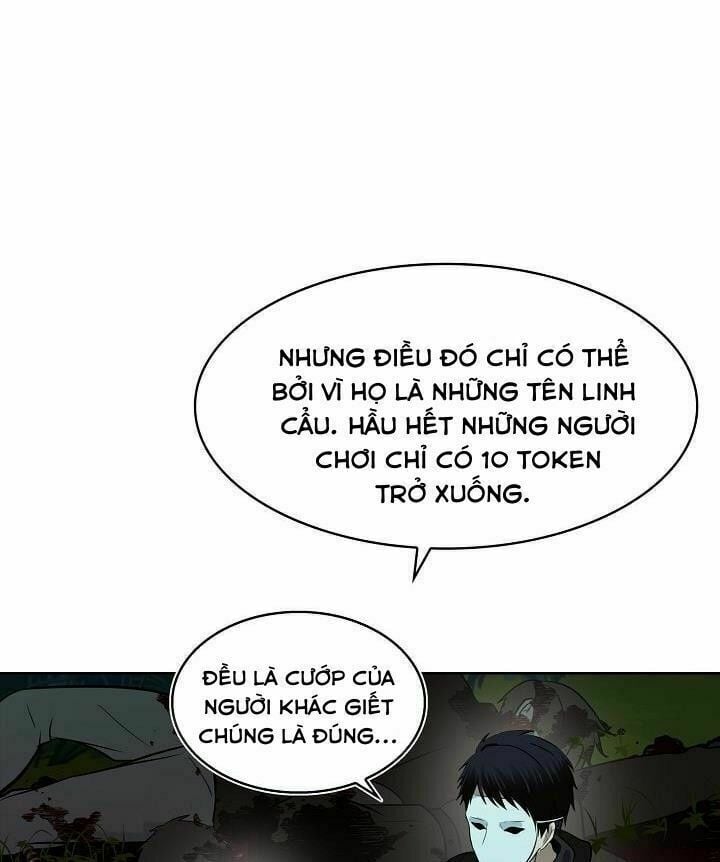 NHƯNG ĐIỀU ĐÓ CHỈ CÓ THỂ
BỞI VÌ HỌ LÀ NHỮNG TÊN LINH
CẨU. HẦU HẾT NHỮNG NGƯỜI
CHƠI CHỈ CÓ 10 TOKEN
TRỞ XUỐNG.
ĐỀU LÀ CƯỚP CỦA
NGƯỜI KHÁC GIẾT
CHÚNG LÀ ĐÚNG...